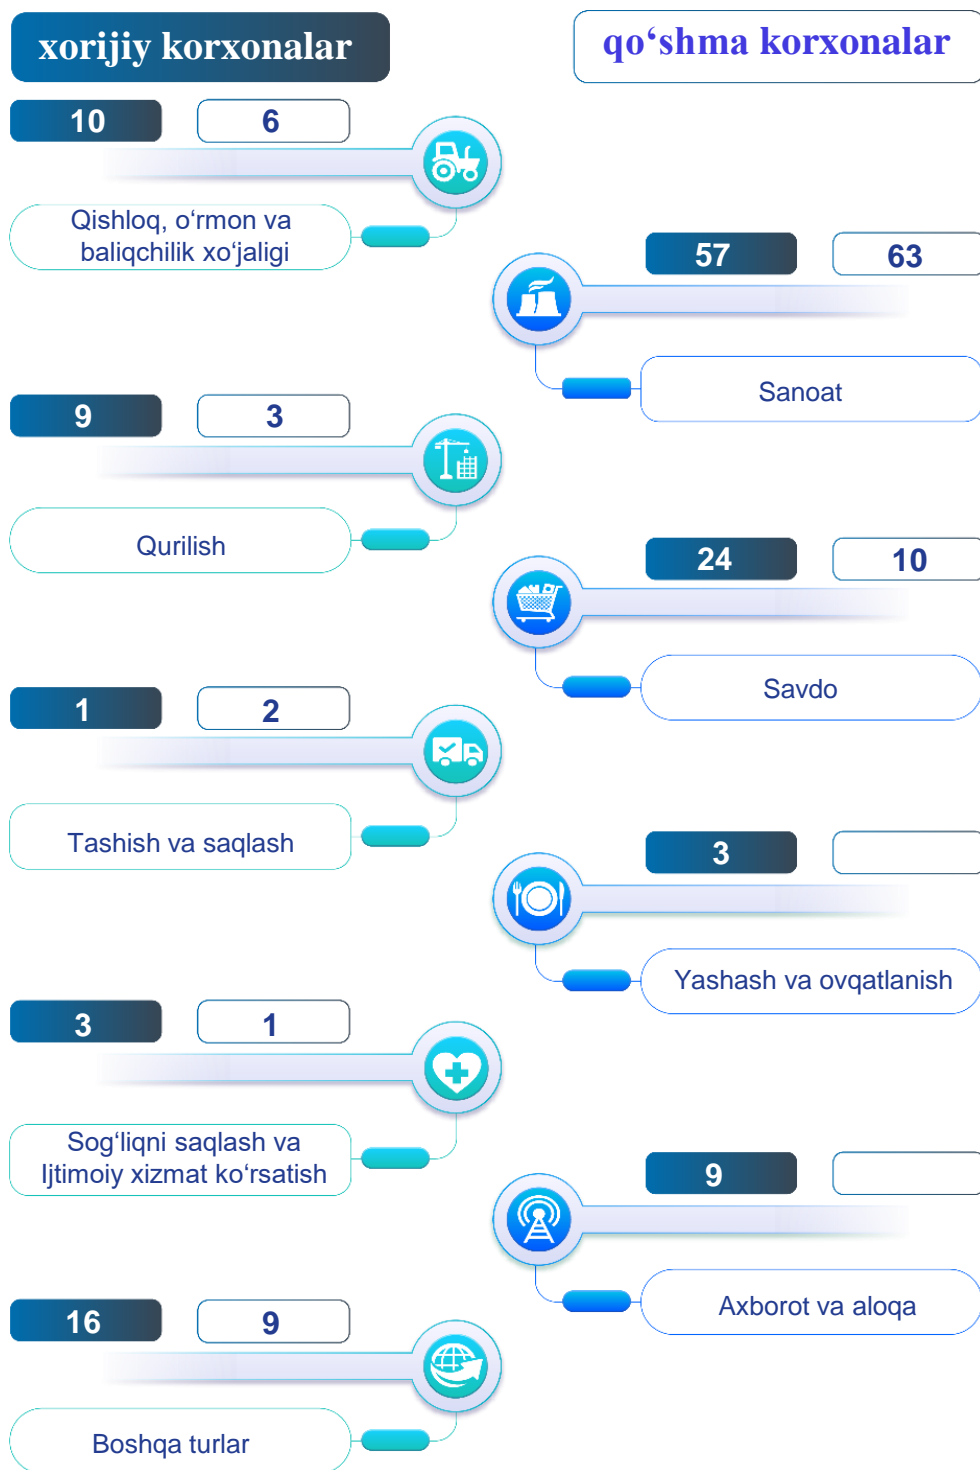 xorijiy korxonalar
qo‘shma korxonalar
10
6
Qishloq, o‘rmon va
baliqchilik xo‘jaligi
57
63
Sanoat
9
3
Qurilish
24
10
Savdo
1
2
Tashish va saqlash
3
Yashash va ovqatlanish
3
1
Sog‘liqni saqlash va
Ijtimoiy xizmat ko‘rsatish
9
Axborot va aloqa
16
9
Boshqa turlar